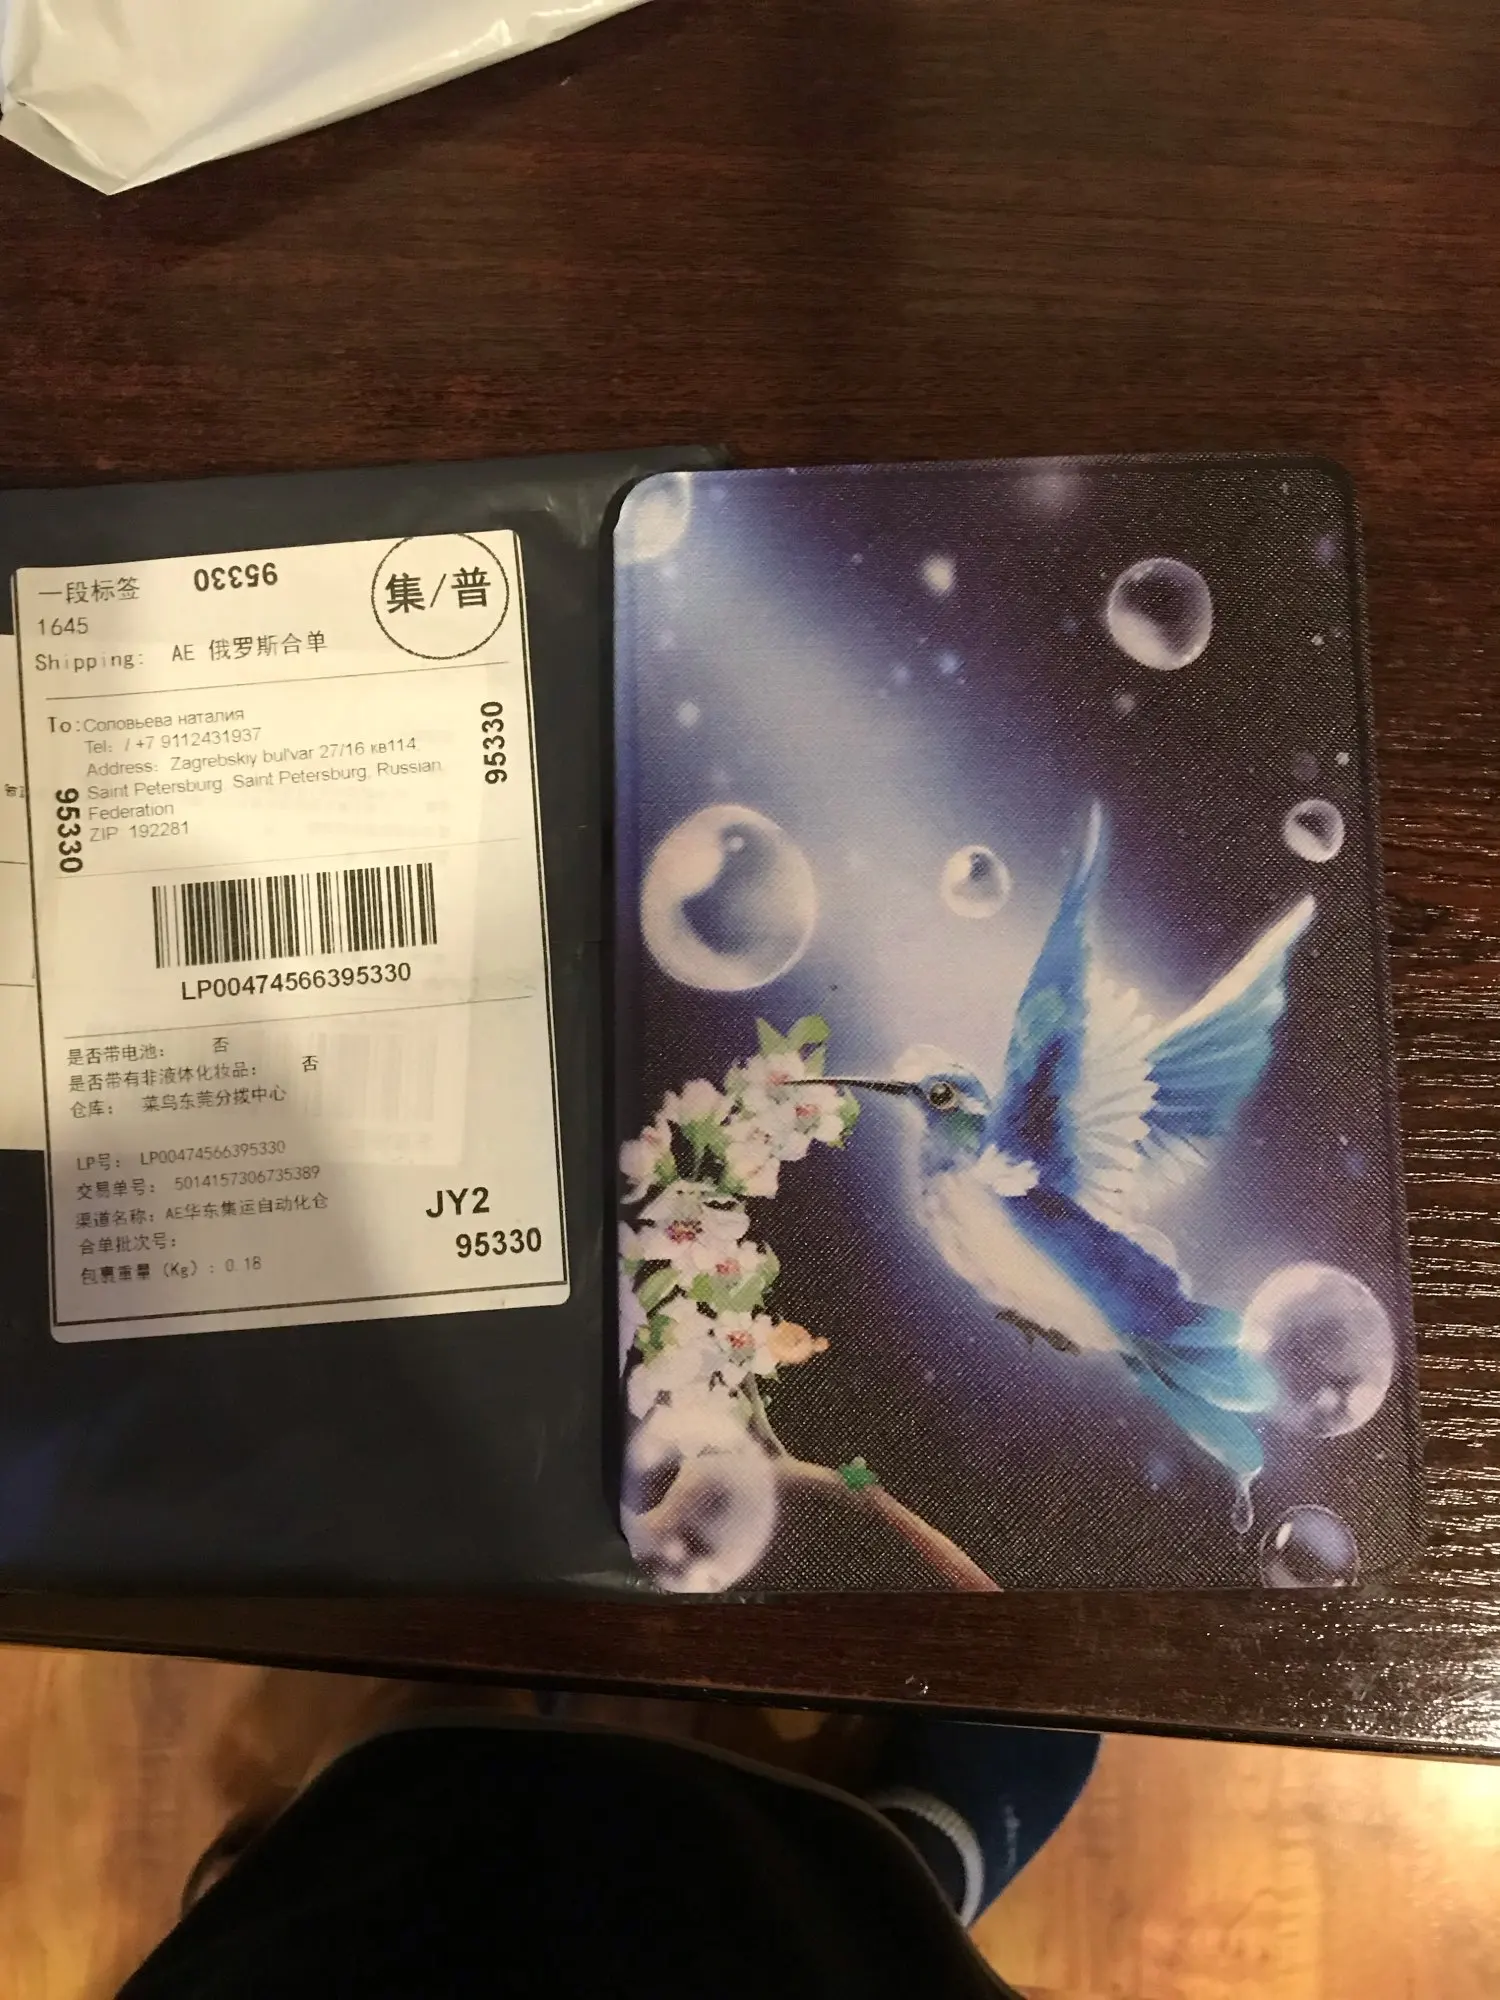 一段标签
95330
集/普
1645
Shipping: AE 俄罗斯合单
To:Соловьева наталия
Tel: / +7 9112431937
Address: Zagrebskiy bul'var 27/16 кв114,
Saint Petersburg Saint Petersburg, Russian
Federation
ZIP 192281
95330
95330
LP00474566395330
是否带电池: 否
是否带有非液体化妆品: 否
仓库: 菜鸟东莞分拨中心
LP号: LP00474566395330
交易单号: 5014157306735389
渠道名称: AE华东集运自动化仓
合单批次号:
包裹重量 (Kg) : 0.18
JY2
95330